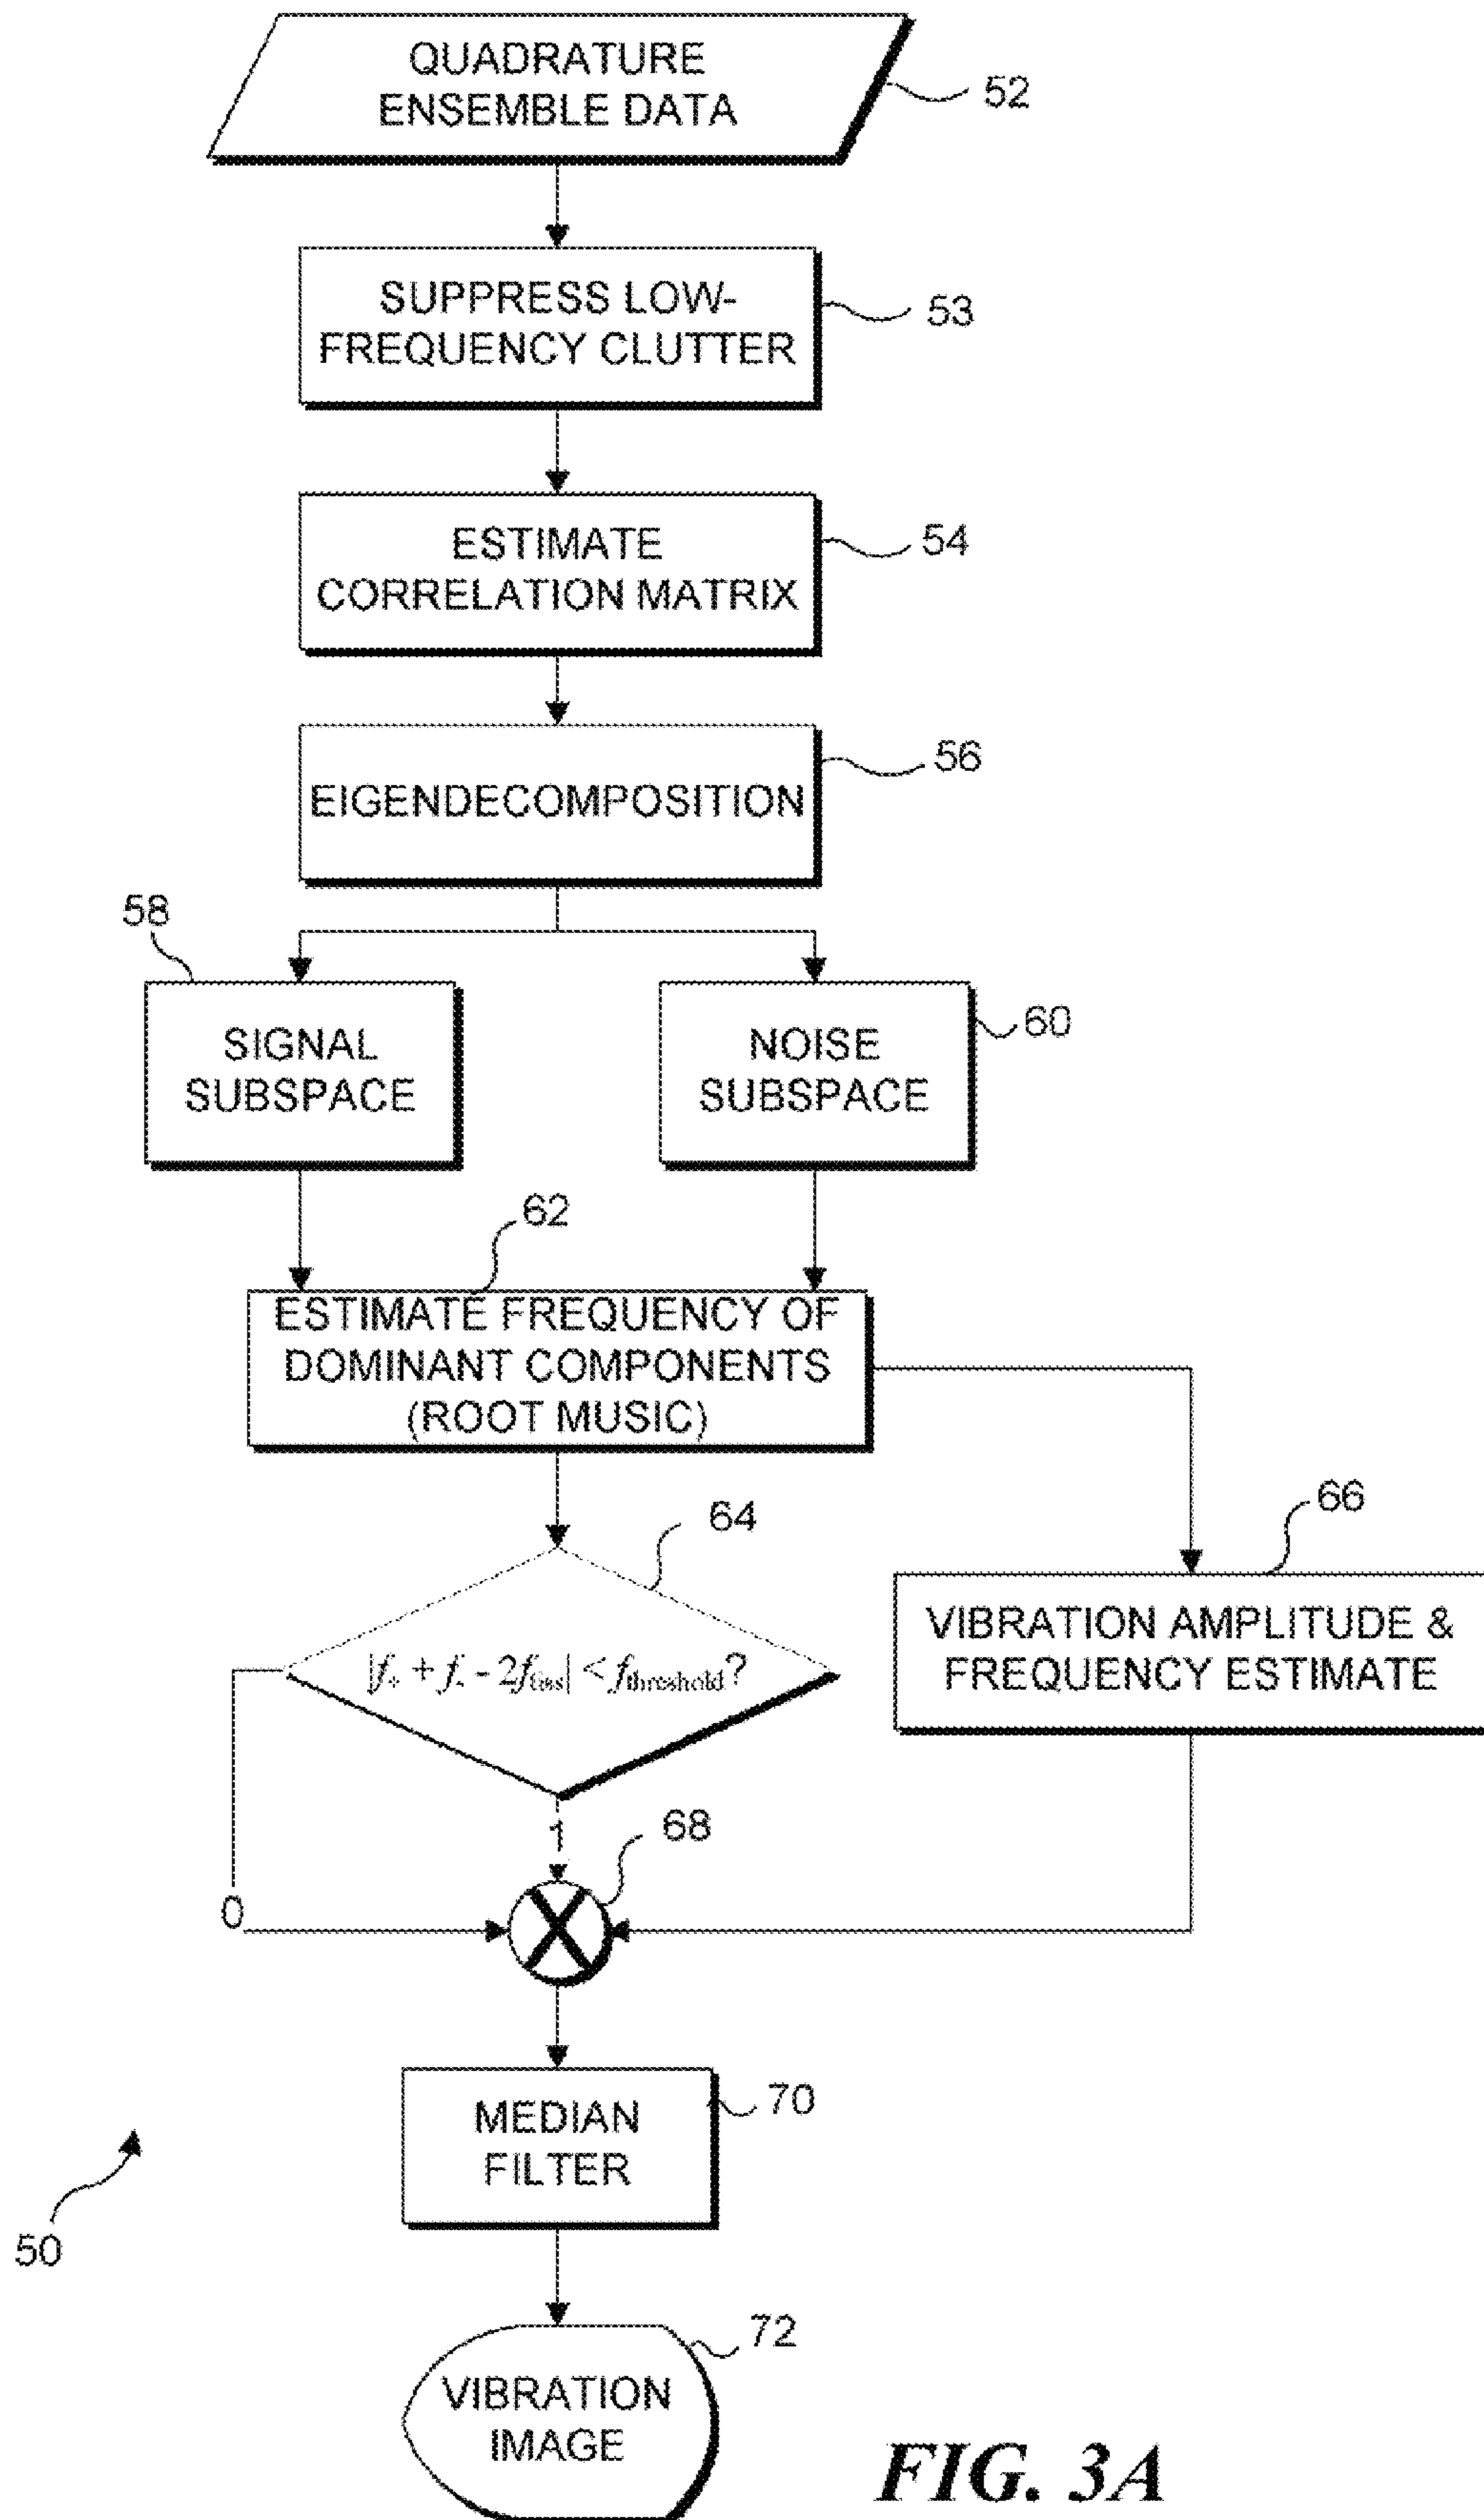 QUADRATURE
ENSEMBLE DATA
52
SUPPRESS LOW-
FREQUENCY CLUTTER
53
ESTIMATE
CORRELATION MATRIX
54
EIGENDECOMPOSITION
56
58
SIGNAL
SUBSPACE
NOISE
SUBSPACE
60
62
ESTIMATE FREQUENCY OF
DOMINANT COMPONENTS
(ROOT MUSIC)
64
|f+ + f- - 2ftiss| < fthreshold?
66
VIBRATION AMPLITUDE &
FREQUENCY ESTIMATE
1
68
0
X
MEDIAN
FILTER
70
50
72
VIBRATION
IMAGE
FIG. 3A